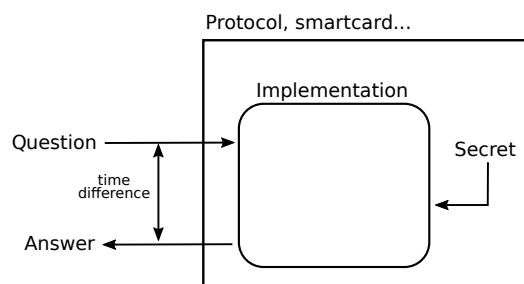 Protocol, smartcard...
Implementation
Question
Secret
time
difference
Answer